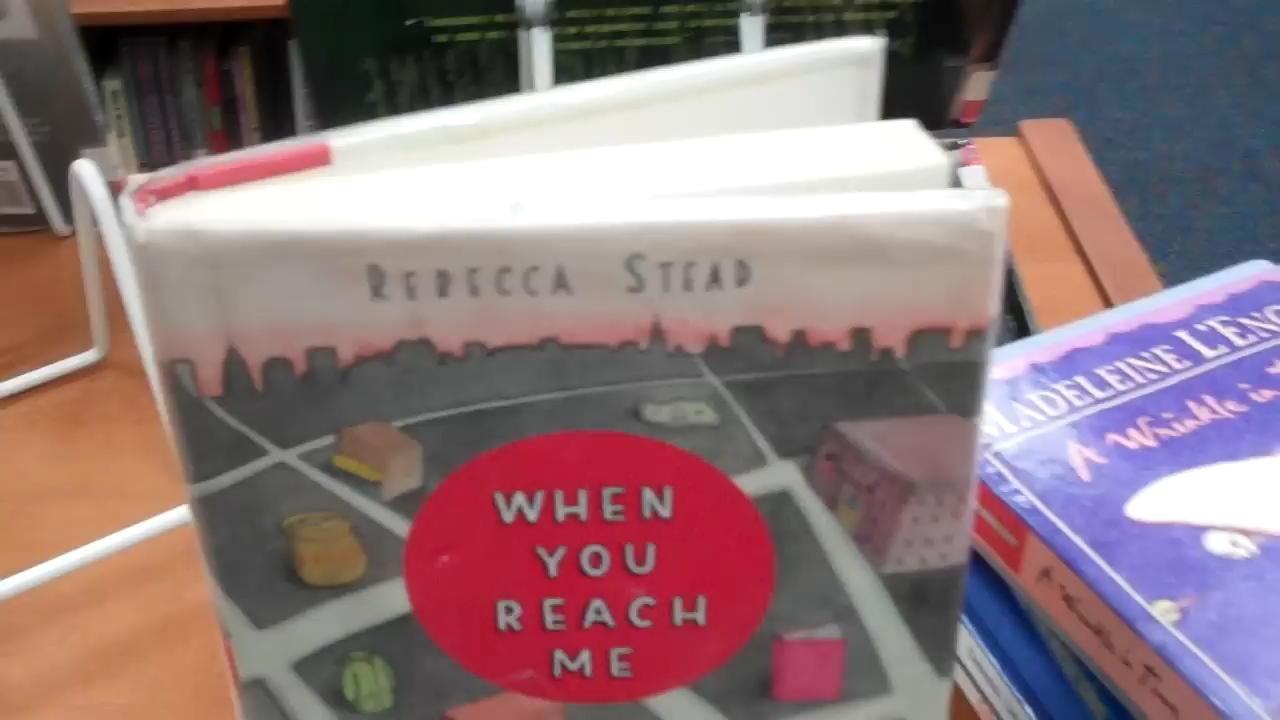 REBECCA STEAD
WHEN
YOU
REACH
ME
MADELEINE L'ENG
A Wrinkle in